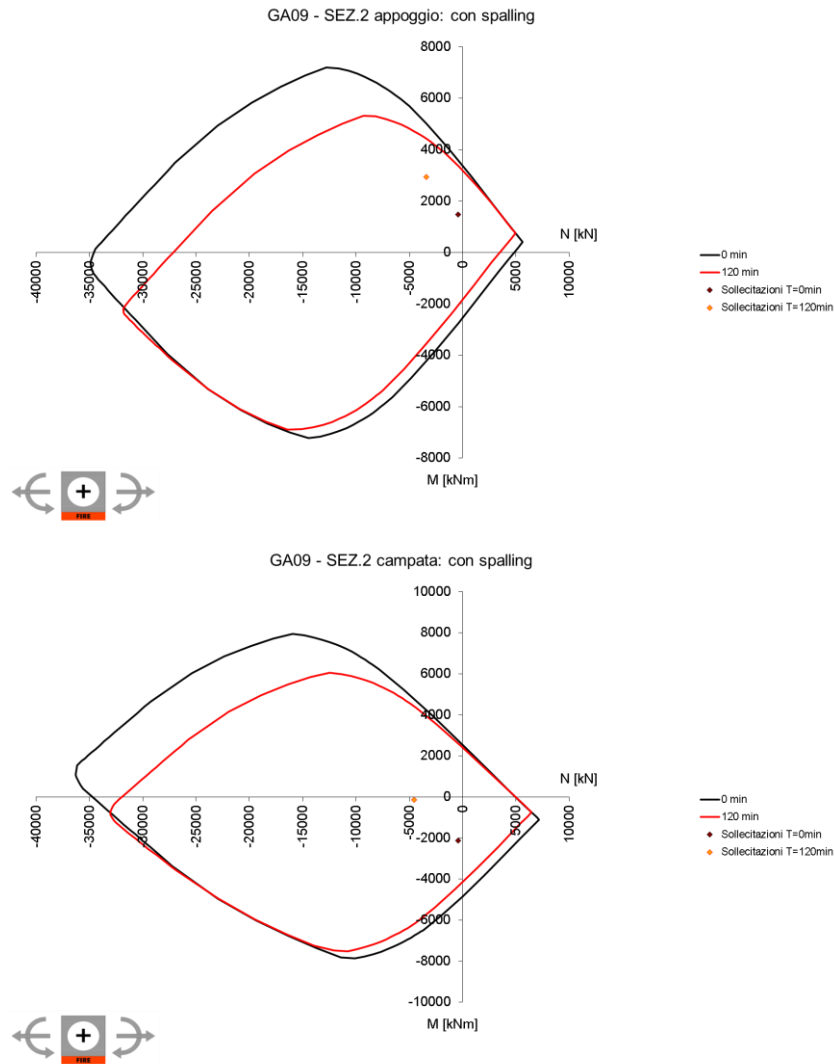 GA09 - SEZ.2 appoggio: con spalling
8000
6000
4000
2000
0
-2000
-4000
-6000
-8000
-40000
-35000
-30000
-25000
-20000
-15000
-10000
-5000
0
5000
10000
N [kN]
M [kNm]
0 min
120 min
Sollecitazioni T=0min
Sollecitazioni T=120min
FIRE
GA09 - SEZ.2 campata: con spalling
10000
8000
6000
4000
2000
0
-2000
-4000
-6000
-8000
-10000
-40000
-35000
-30000
-25000
-20000
-15000
-10000
-5000
0
5000
10000
N [kN]
M [kNm]
0 min
120 min
Sollecitazioni T=0min
Sollecitazioni T=120min
FIRE